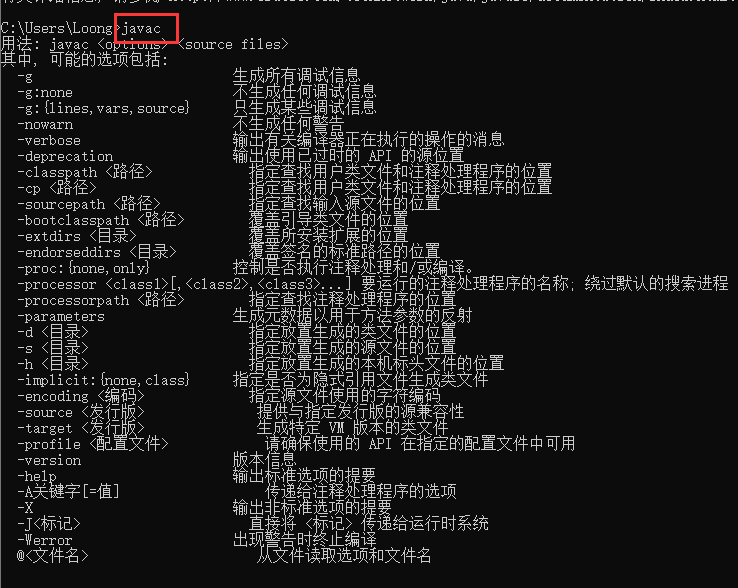 C:\Users\Loong>javac
用法: javac <options> <source files>
其中, 可能的选项包括:
-g 生成所有调试信息
-g:none 不生成任何调试信息
-g:{lines,vars,source} 只生成某些调试信息
-nowarn 不生成任何警告
-verbose 输出有关编译器正在执行的操作的消息
-deprecation 输出使用已过时的 API 的源位置
-classpath <路径> 指定查找用户类文件和注释处理程序的位置
-cp <路径> 指定查找用户类文件和注释处理程序的位置
-sourcepath <路径> 指定查找输入源文件的位置
-bootclasspath <路径> 覆盖引导类文件的位置
-extdirs <目录> 覆盖所安装扩展的位置
-endorseddirs <目录> 覆盖签名的标准路径的位置
-proc:{none,only} 控制是否执行注释处理和/或编译。
-processor <class1>[,<class2>,<class3>...] 要运行的注释处理程序的名称; 绕过默认的搜索进程
-processorpath <路径> 指定查找注释处理程序的位置
-parameters 生成元数据以用于方法参数的反射
-d <目录> 指定放置生成的类文件的位置
-s <目录> 指定放置生成的源文件的位置
-h <目录> 指定放置生成的本机标头文件的位置
-implicit:{none,class} 指定是否为隐式引用文件生成类文件
-encoding <编码> 指定源文件使用的字符编码
-source <发行版> 提供与指定发行版的源兼容性
-target <发行版> 生成特定 VM 版本的类文件
-profile <配置文件> 请确保使用的 API 在指定的配置文件中可用
-version 版本信息
-help 输出标准选项的提要
-A关键字[=值] 传递给注释处理程序的选项
-X 输出非标准选项的提要
-J<标记> 直接将 <标记> 传递给运行时系统
-Werror 出现警告时终止编译
@<文件名> 从文件读取选项和文件名